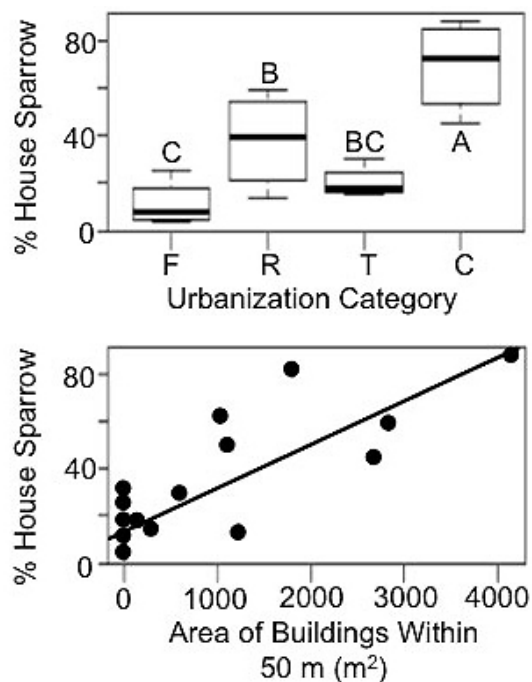 % House Sparrow
80
40
0
C
B
BC
A
F R T C
Urbanization Category
% House Sparrow
80
40
0
0 1000 2000 3000 4000
Area of Buildings Within
50 m (m²)